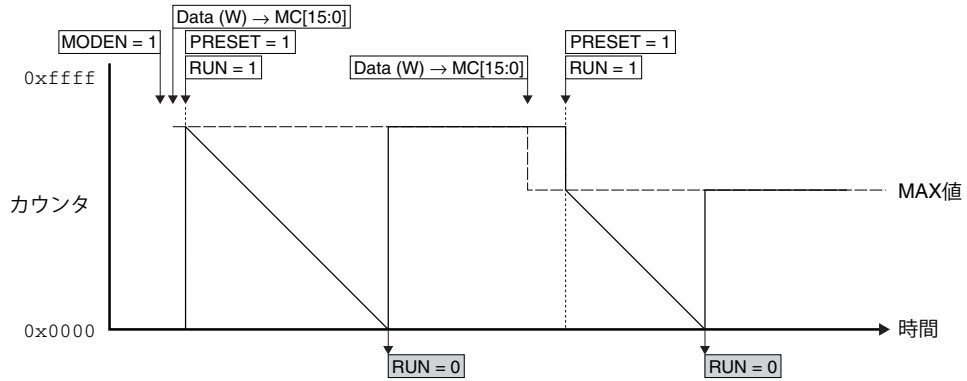 Data (W) → MC[15:0]
MODEN = 1
PRESET = 1
PRESET = 1
0xffff
RUN = 1
Data (W) → MC[15:0]
RUN = 1
カウンタ
MAX値
0x0000
時間
RUN = 0
RUN = 0